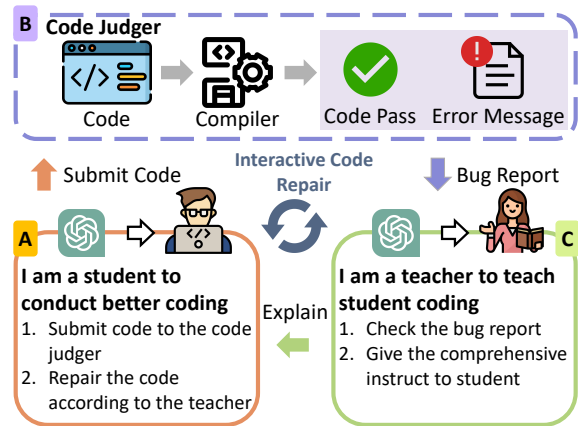 B
Code Judger
</>
Code
Compiler
Code Pass
Error Message
Submit Code
Interactive Code
Repair
Bug Report
A
</>
I am a student to
conduct better coding
1. Submit code to the code
judger
2. Repair the code
according to the teacher
Explain
C
I am a teacher to teach
student coding
1. Check the bug report
2. Give the comprehensive
instruct to student